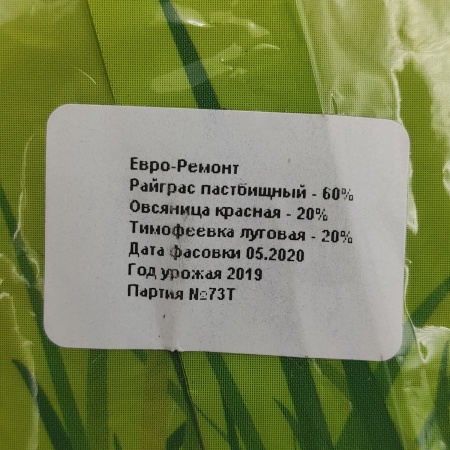 Евро-Ремонт
Райграс пастбищный - 60%
Овсяница красная - 20%
Тимофеевка луговая - 20%
Дата фасовки 05.2020
Год урожая 2019
Партия №73Т